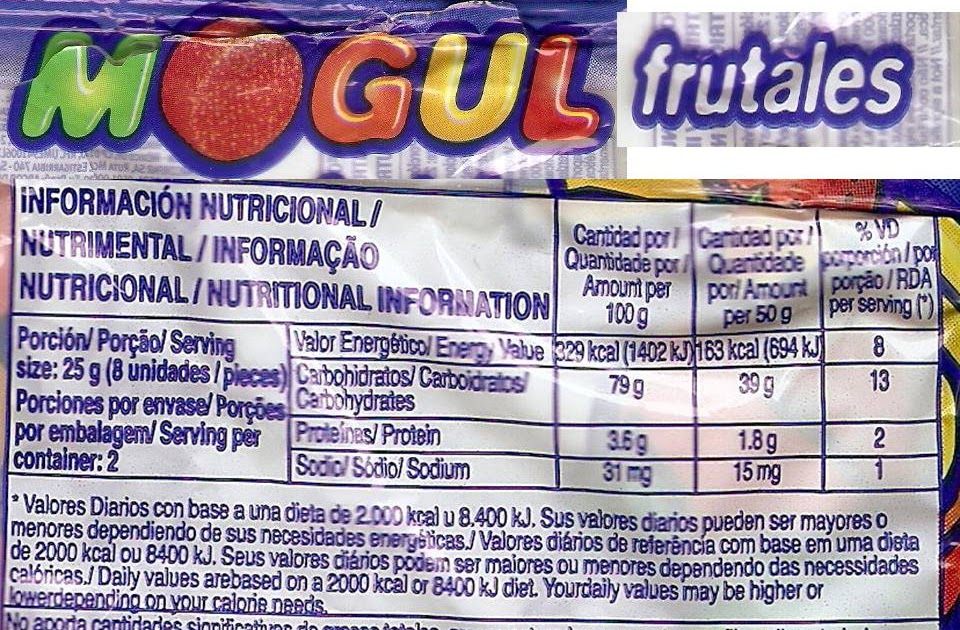 MOGUL
frutales
INFORMACIÓN NUTRICIONAL /
NUTRIMENTAL / INFORMAÇÃO
NUTRICIONAL / NUTRITIONAL INFORMATION
Cantidad por /
Quantidade por /
Amount per
100 g
Cantidad por /
Quantidade
por/ Amount
per 50 g
% VD
porporción / por
porção / RDA
per serving (*)
Porción/ Porção/ Serving
size: 25 g (8 unidades / pieces)
Porciones por envase/ Porções
por embalagem/ Serving per
container: 2
Valor Energético/ Energy Value 329 kcal (1402 kJ) 163 kcal (694 kJ) 8
Carbohidratos/ Carboidratos/
Carbohydrates 79 g 39 g 13
Proteínas/ Protein 3.6 g 1.8 g 2
Sodio/ Sódio/ Sodium 31 mg 15 mg 1
* Valores Diarios con base a una dieta de 2.000 kcal u 8.400 kJ. Sus valores diarios pueden ser mayores o
menores dependiendo de sus necesidades energéticas./ Valores diários de referência com base em uma dieta
de 2000 kcal ou 8400 kJ. Seus valores diários podem ser maiores ou menores dependendo das necessidades
calóricas./ Daily values arebased on a 2000 kcal or 8400 kJ diet. Yourdaily values may be higher or
lowerdepending on your calorie needs.
No aporta cantidades significativas de grasas totales,